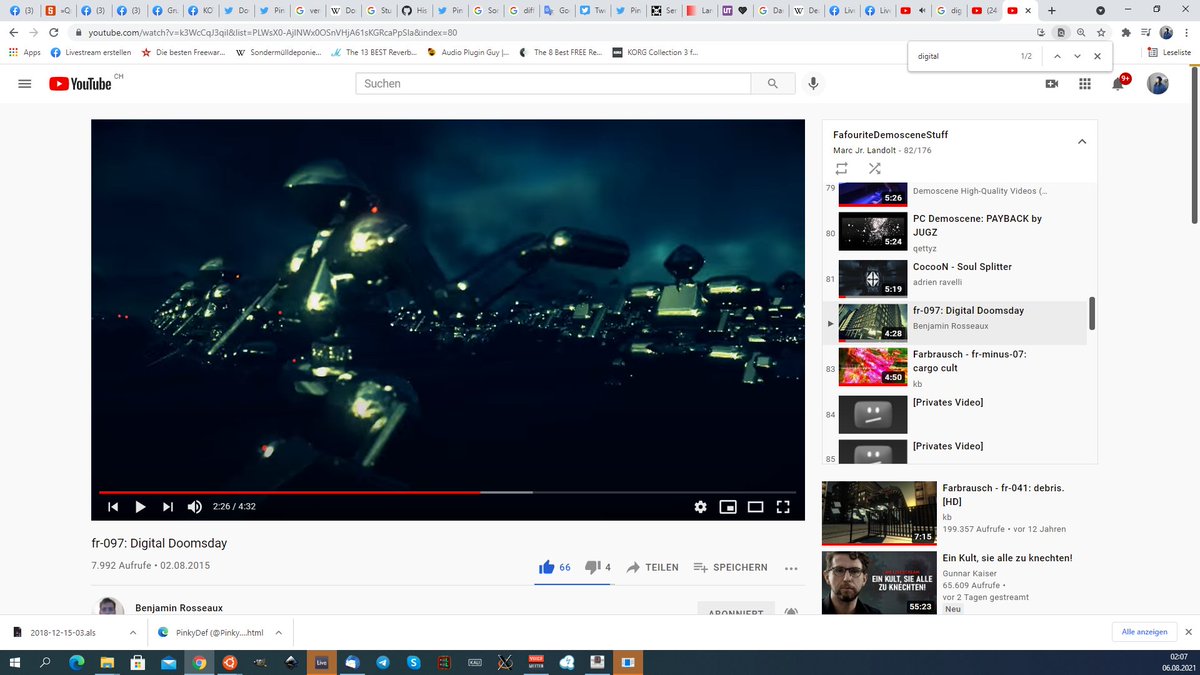 (3)
»Q
(3)
(3)
Gru
KO
Do
Pin
ver
Do
Stu
His
Pin
Soc
diff
Go
Twe
Pin
Ser
Lar
Da
De
Live
Live
dig
(24
youtube.com/watch?v=k3WcCqJ3qiI&list=PLWsX0-AjINWx0OSnVHjA61sKGRcaPpSIa&index=80
Apps
Livestream erstellen
Die besten Freewar...
Sondermülldeponie...
The 13 BEST Reverb...
Audio Plugin Guy |...
The 8 Best FREE Re...
KORG Collection 3 f...
Leseliste
digital
1/2
YouTube CH
Suchen
9+
FafouriteDemosceneStuff
Marc Jr. Landolt - 82/176
79
5:26
Demoscene High-Quality Videos (...
80
5:24
PC Demoscene: PAYBACK by
JUGZ
qettyz
81
5:19
CocooN - Soul Splitter
adrien ravelli
4:28
fr-097: Digital Doomsday
Benjamin Rosseaux
83
4:50
Farbrausch - fr-minus-07:
cargo cult
kb
84
[Privates Video]
85
[Privates Video]
2:26 / 4:32
fr-097: Digital Doomsday
7.992 Aufrufe • 02.08.2015
66
4
TEILEN
SPEICHERN
Benjamin Rosseaux
ABONNIERT
7:15
Farbrausch - fr-041: debris.
[HD]
kb
199.357 Aufrufe • vor 12 Jahren
EIN KULT, SIE ALLE
ZU KNECHTEN!
55:23
Ein Kult, sie alle zu knechten!
Gunnar Kaiser
65.609 Aufrufe •
vor 2 Tagen gestreamt
Neu
2018-12-15-03.als
PinkyDef (@Pinky....html
Alle anzeigen
Live
KALI
02:07
06.08.2021